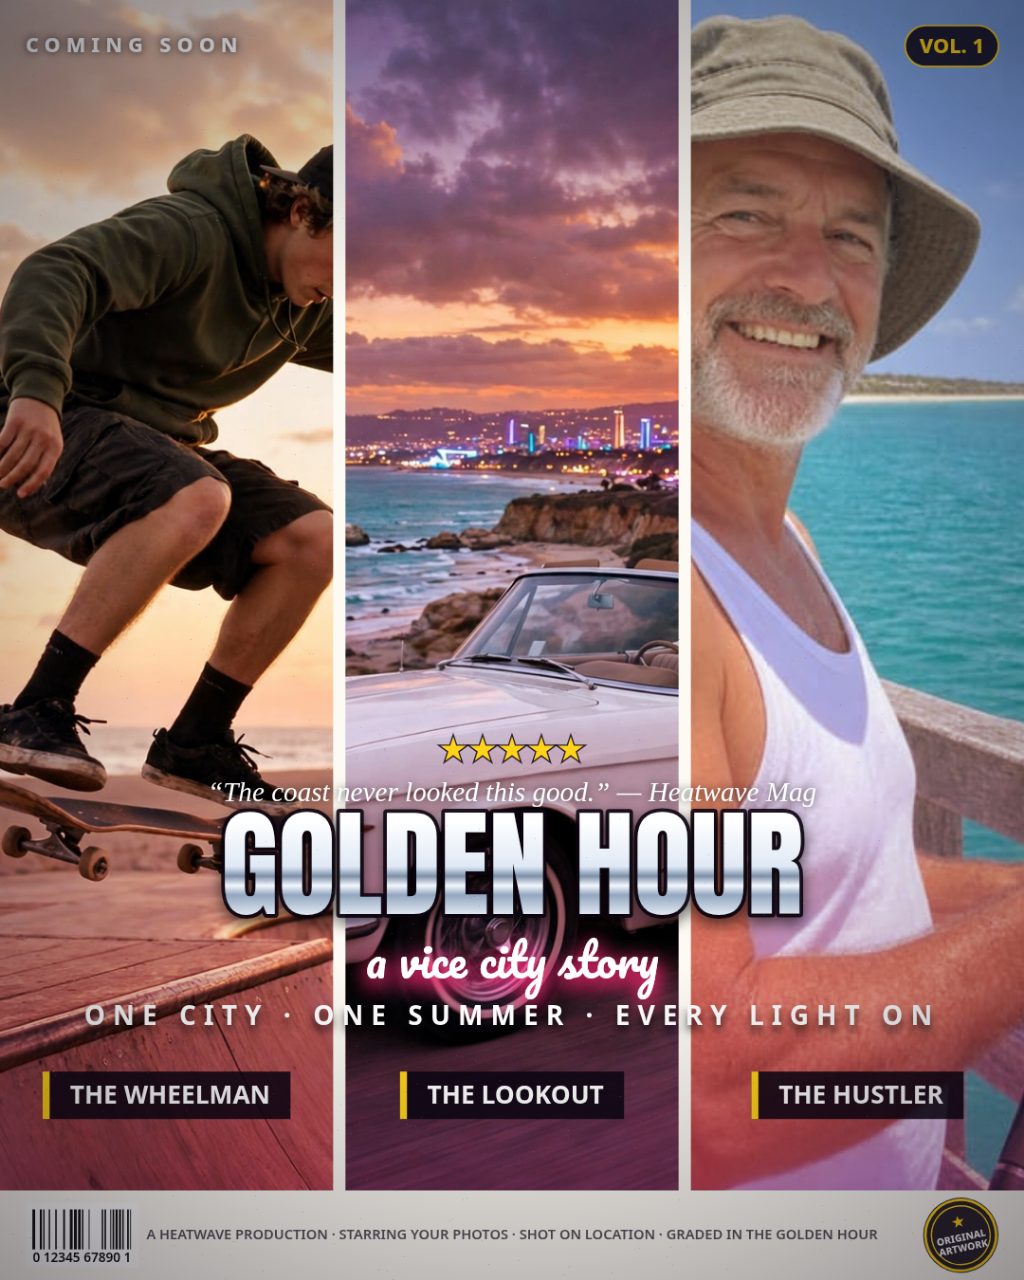 COMING SOON
VOL. 1
“The coast never looked this good.” — Heatwave Mag
GOLDEN HOUR
a vice city story
ONE CITY · ONE SUMMER · EVERY LIGHT ON
THE WHEELMAN
THE LOOKOUT
THE HUSTLER
0 12345 67890 1
A HEATWAVE PRODUCTION · STARRING YOUR PHOTOS · SHOT ON LOCATION · GRADED IN THE GOLDEN HOUR
ORIGINAL
ARTWORK